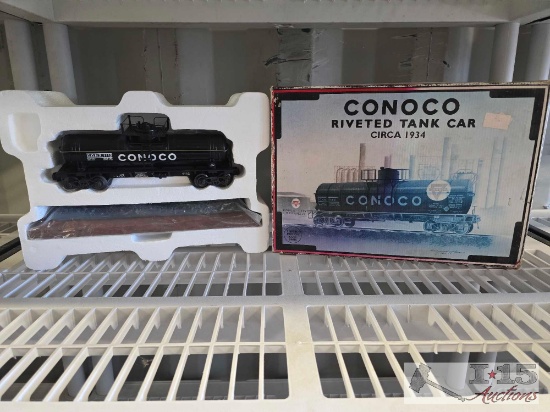 CONOCO
CONOCO
RIVETED TANK CAR
CIRCA 1934
CONOCO
I-15
Auctions